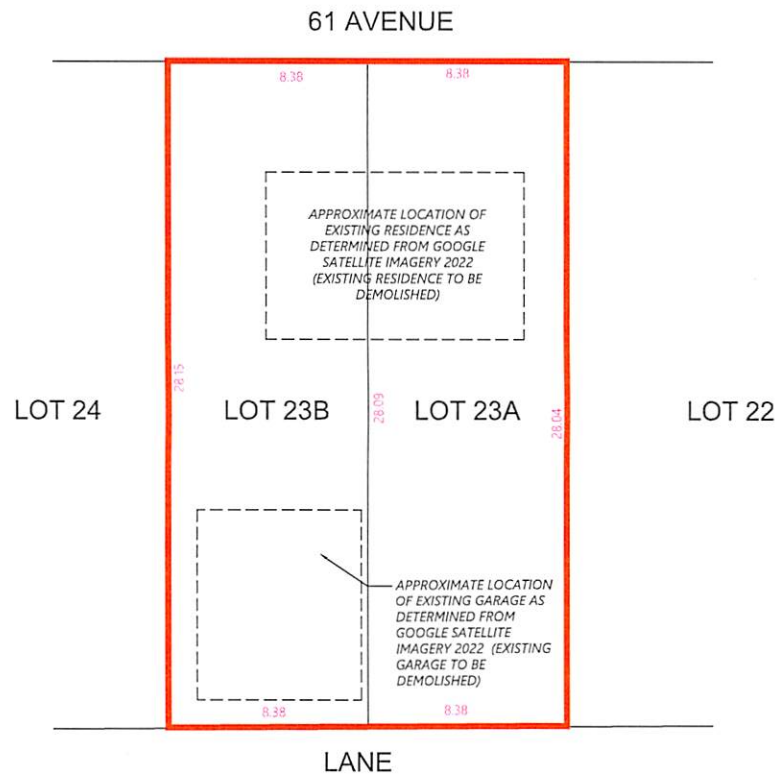 61 AVENUE
8.38
8.38
APPROXIMATE LOCATION OF
EXISTING RESIDENCE AS
DETERMINED FROM GOOGLE
SATELLITE IMAGERY 2022
(EXISTING RESIDENCE TO BE
DEMOLISHED)
28.15
28.09
28.04
LOT 24
LOT 23B
LOT 23A
LOT 22
APPROXIMATE LOCATION
OF EXISTING GARAGE AS
DETERMINED FROM
GOOGLE SATELLITE
IMAGERY 2022 (EXISTING
GARAGE TO BE
DEMOLISHED)
8.38
8.38
LANE